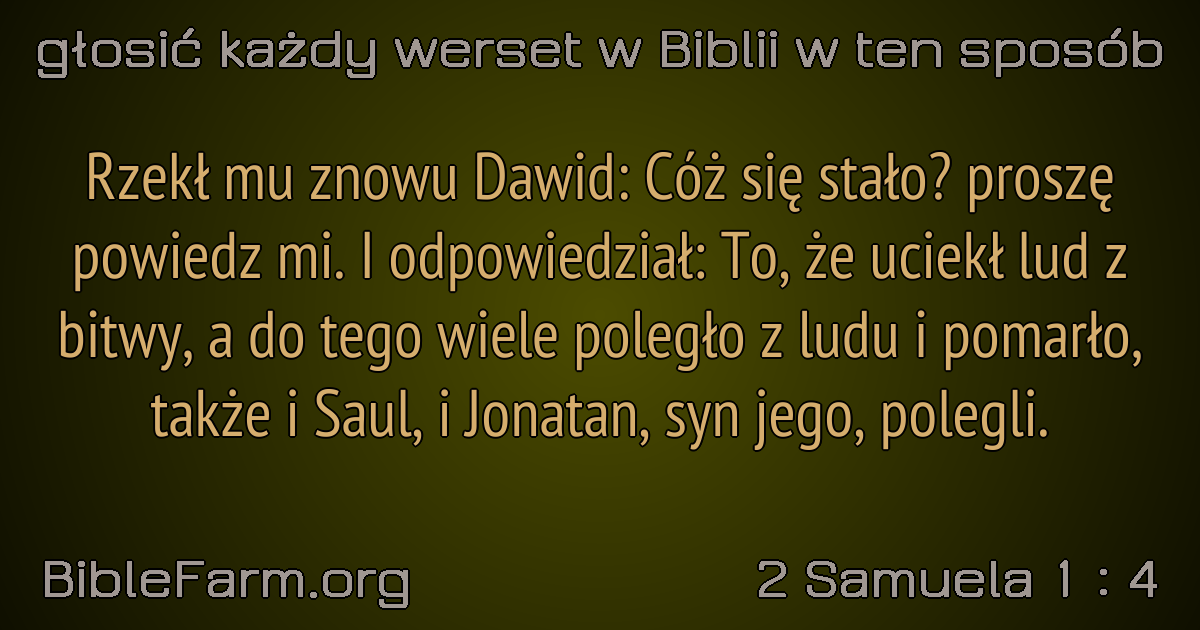 głosić każdy werset w Biblii w ten sposób
Rzekł mu znowu Dawid: Cóż się stało? proszę
powiedz mi. I odpowiedział: To, że uciekł lud z
bitwy, a do tego wiele poległo z ludu i pomarło,
także i Saul, i Jonatan, syn jego, polegli.
BibleFarm.org
2 Samuela 1 : 4